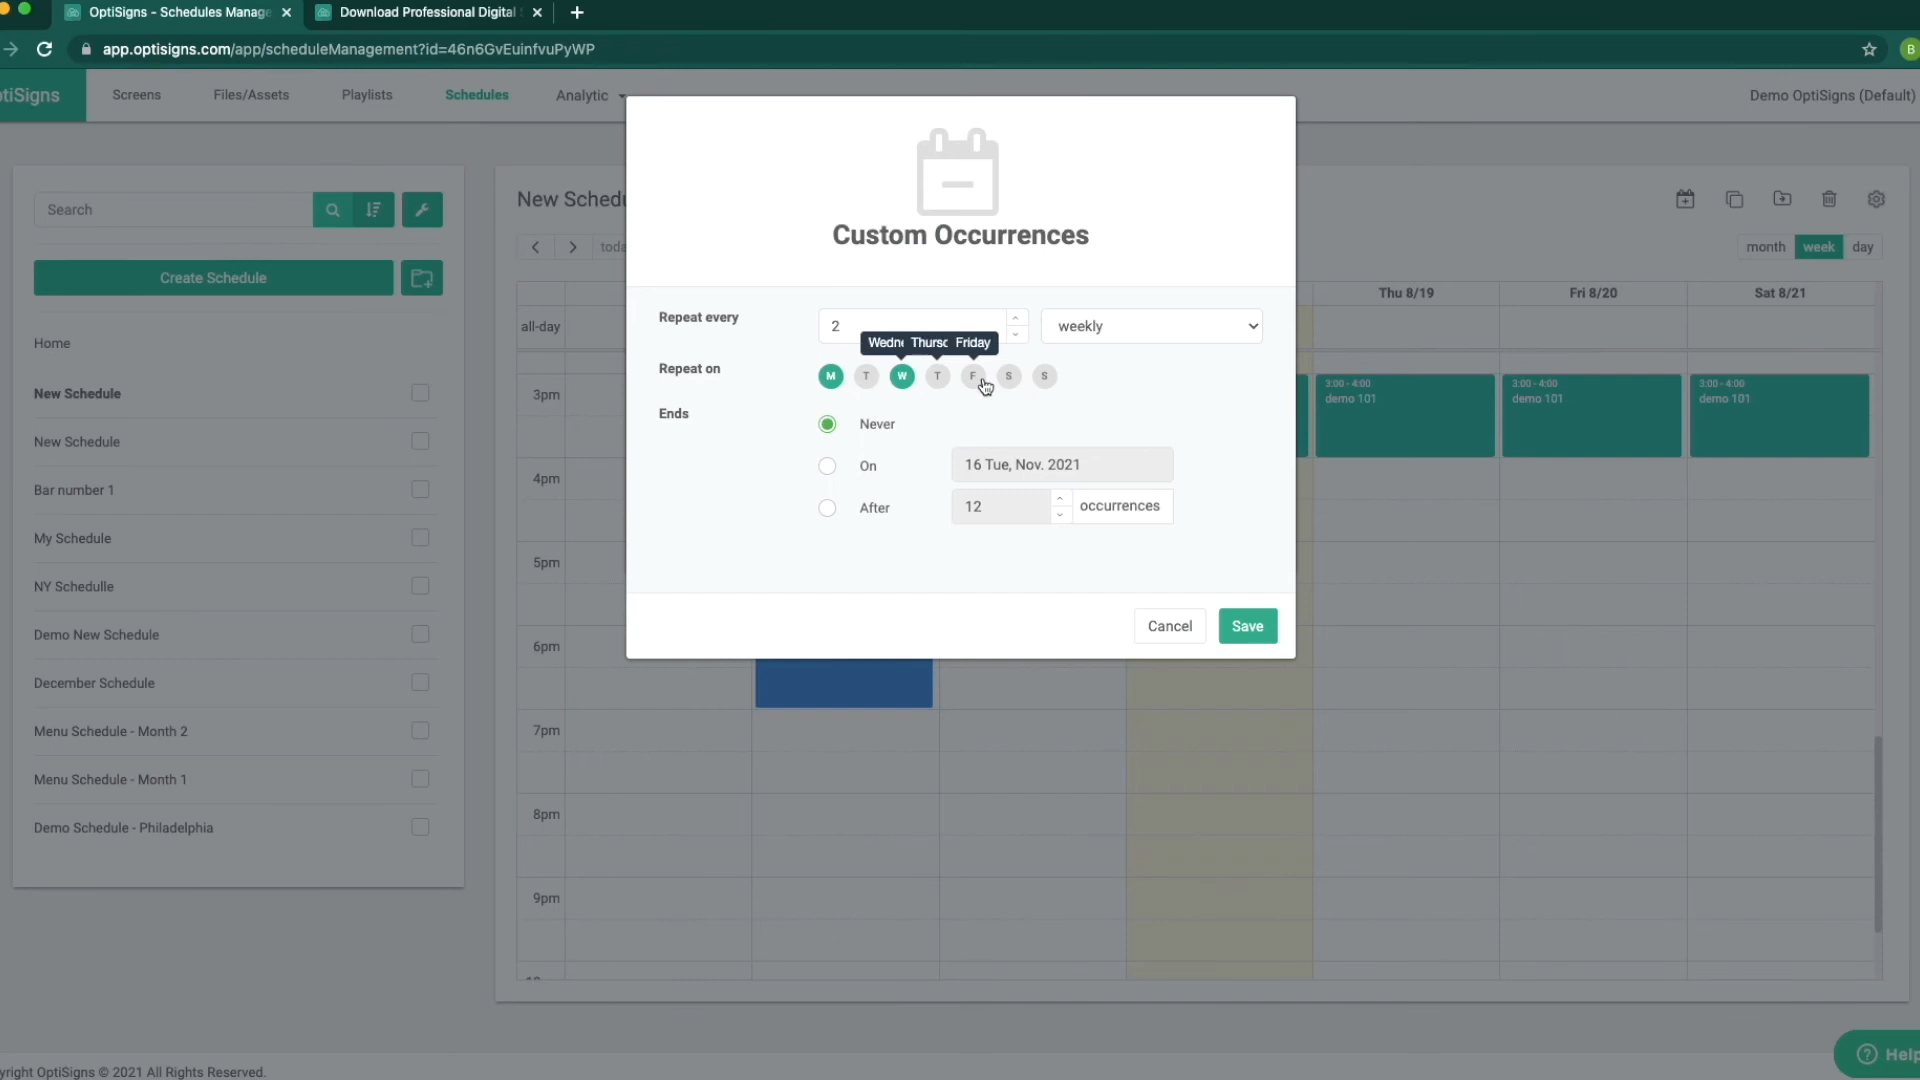 OptiSigns - Schedules Manage
Download Professional Digital
app.optisigns.com/app/scheduleManagement?id=46n6GvEuinfvuPyWP
B
tiSigns
Screens
Files/Assets
Playlists
Schedules
Analytic
Demo OptiSigns (Default)
Search
Create Schedule
Home
New Schedule
New Schedule
Bar number 1
My Schedule
NY Schedulle
Demo New Schedule
December Schedule
Menu Schedule - Month 2
Menu Schedule - Month 1
Demo Schedule - Philadelphia
New Schedu
toda
month
week
day
Thu 8/19
Fri 8/20
Sat 8/21
all-day
3pm
4pm
5pm
6pm
7pm
8pm
9pm
3:00 - 4:00
demo 101
3:00 - 4:00
demo 101
3:00 - 4:00
demo 101
Custom Occurrences
Repeat every
2
weekly
Wedn Thursc Friday
Repeat on
M T W T F S S
Ends
Never
On
16 Tue, Nov. 2021
After
12
occurrences
Cancel
Save
Help
yright OptiSigns © 2021 All Rights Reserved.